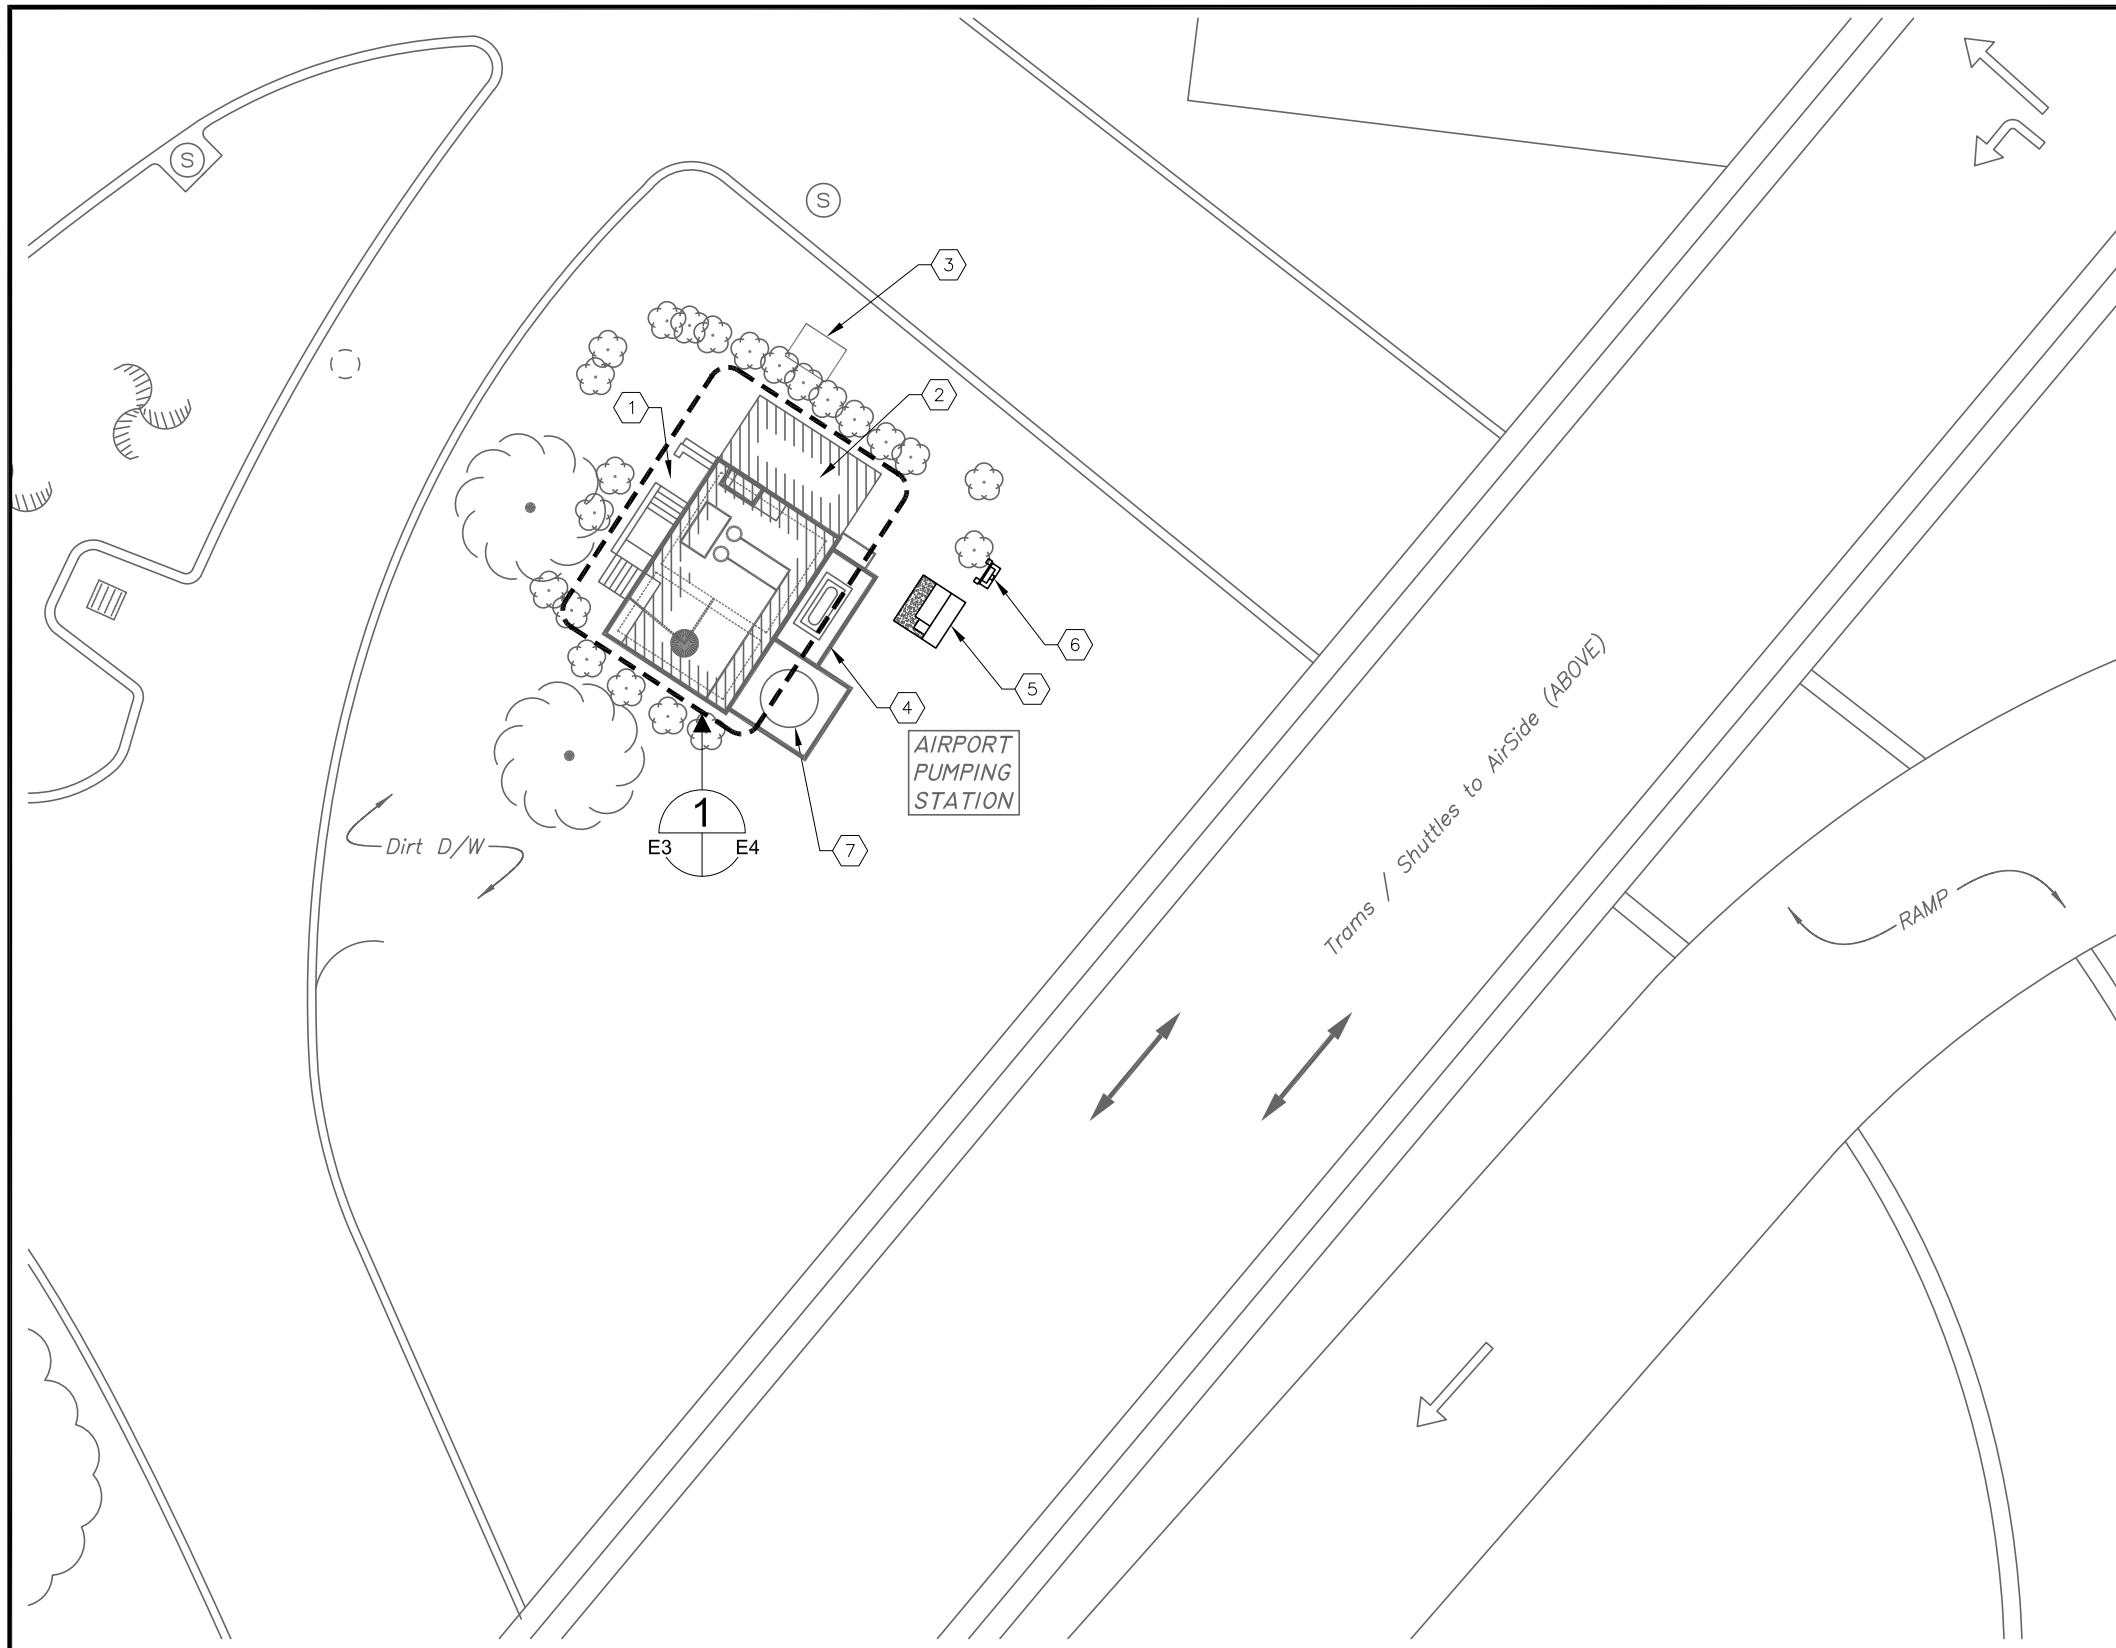 S
S
3
2
1
6
5
4
AIRPORT
PUMPING
STATION
1
E3 E4
7
Dirt D/W
Trams / Shuttles to AirSide (ABOVE)
RAMP